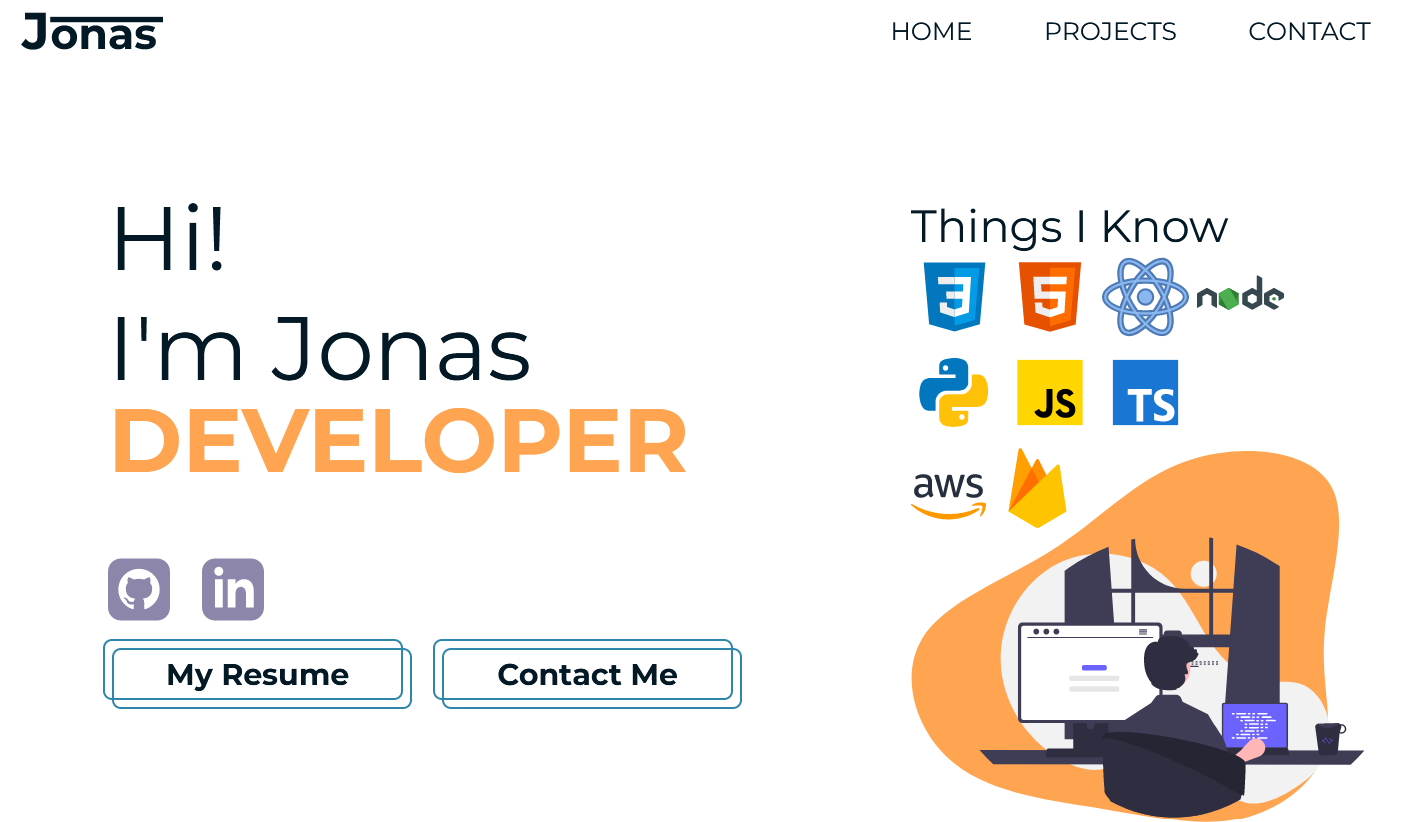 Jonas
HOME PROJECTS CONTACT
Hi!
I'm Jonas
DEVELOPER
in
My Resume
Contact Me
Things I Know
3
5
node
JS
TS
aws